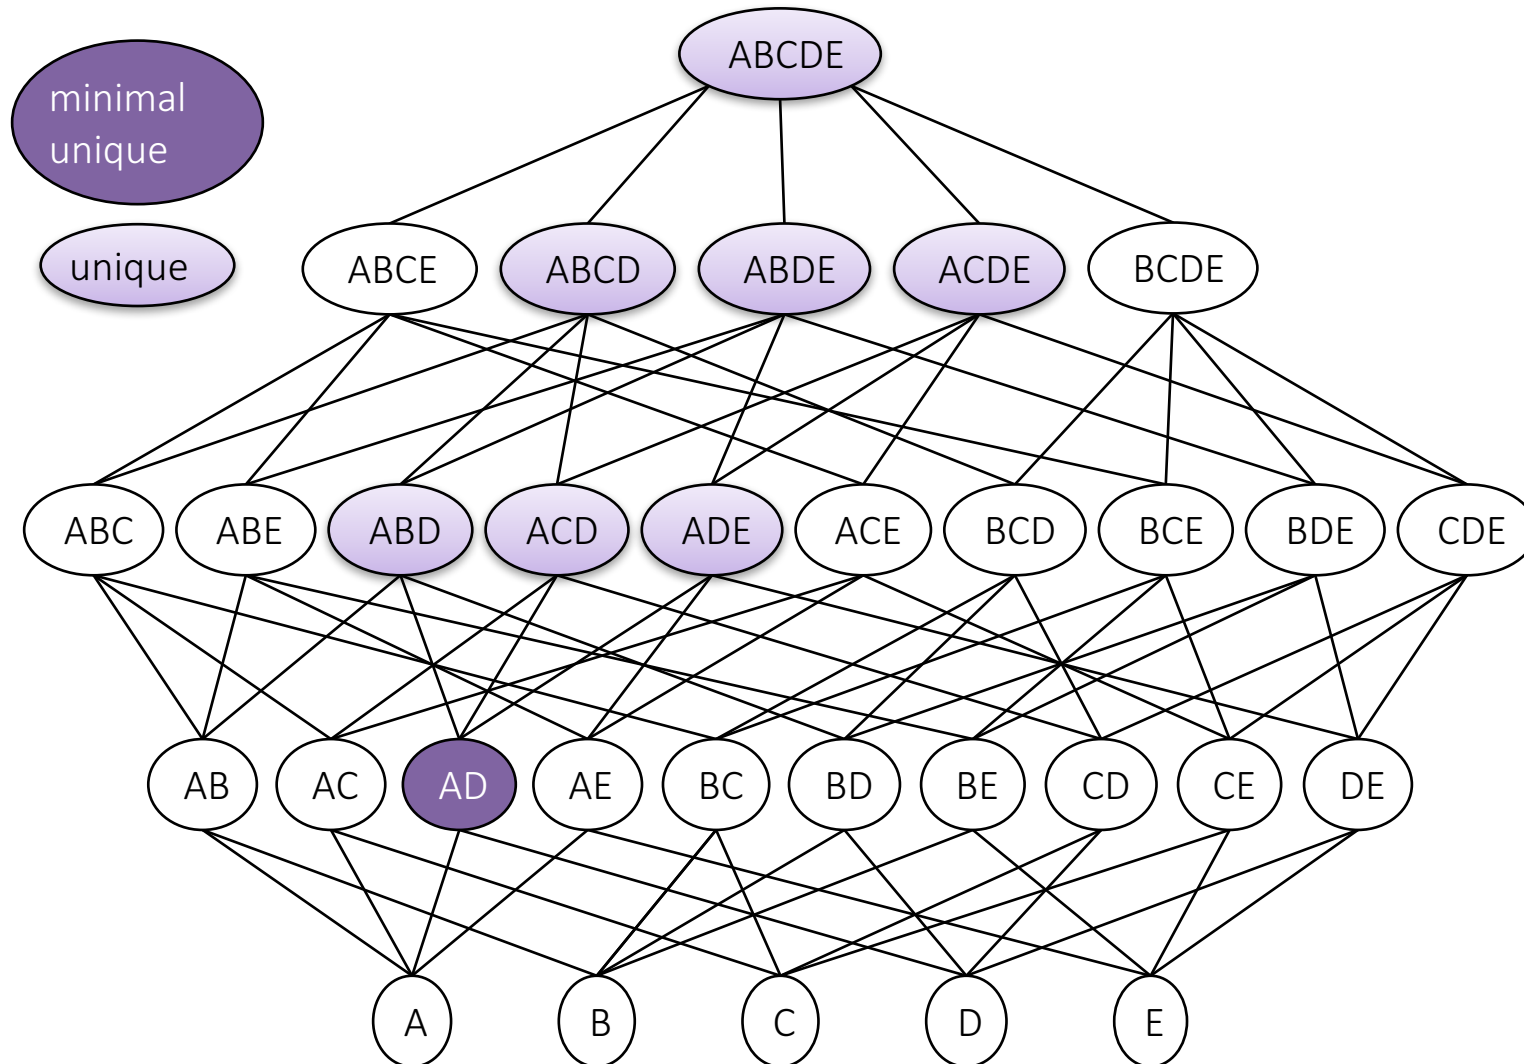 ABCDE
minimal
unique
unique
ABCE ABCD ABDE ACDE BCDE
ABC ABE ABD ACD ADE ACE BCD BCE BDE CDE
AB AC AD AE BC BD BE CD CE DE
A B C D E